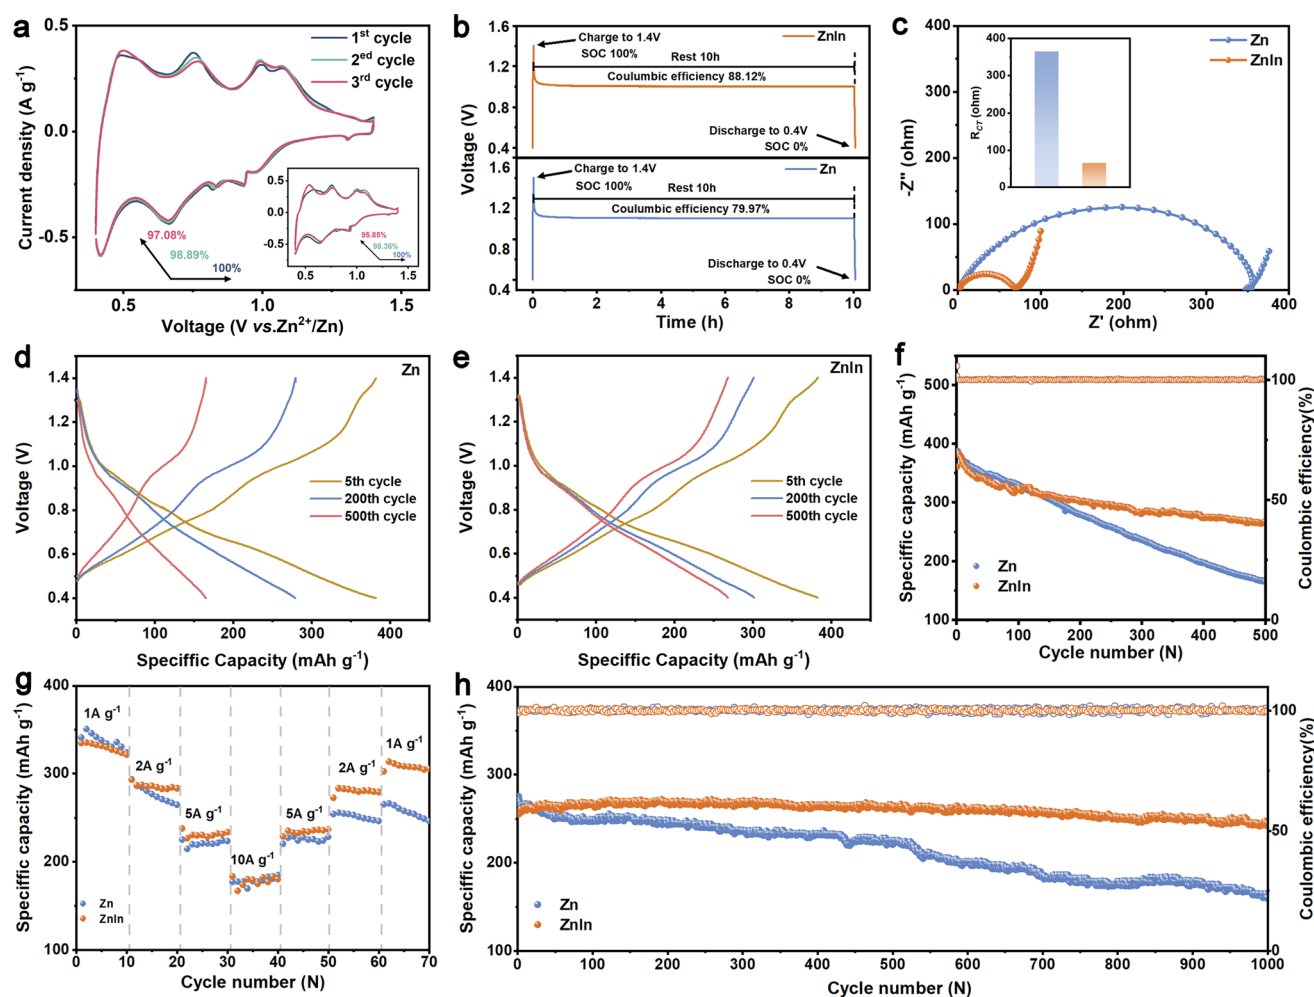 a
0.5
0.0
-0.5
Current density (A g⁻¹)
1ˢᵗ cycle
2ᵉᵈ cycle
3ʳᵈ cycle
97.08%
98.89%
100%
0.5
0.0
-0.5
95.85%
98.36%
100%
0.5 1.0 1.5
0.5 1.0 1.5
Voltage (V vs.Zn²⁺/Zn)
b
1.6
1.2
0.8
0.4
1.2
0.8
0.4
Voltage (V)
Charge to 1.4V
SOC 100%
ZnIn
Rest 10h
Coulumbic efficiency 88.12%
Discharge to 0.4V
SOC 0%
Charge to 1.4V
SOC 100%
Zn
Rest 10h
Coulumbic efficiency 79.97%
Discharge to 0.4V
SOC 0%
0 2 4 6 8 10
Time (h)
c
400
300
200
100
0
-Z'' (ohm)
400
300
200
100
0
R_CT (ohm)
Zn
ZnIn
0 100 200 300 400
Z' (ohm)
d
1.4
1.2
1.0
0.8
0.6
0.4
Voltage (V)
Zn
5th cycle
200th cycle
500th cycle
0 100 200 300 400
Speciffic Capacity (mAh g⁻¹)
e
1.4
1.2
1.0
0.8
0.6
0.4
Voltage (V)
ZnIn
5th cycle
200th cycle
500th cycle
0 100 200 300 400
Speciffic Capacity (mAh g⁻¹)
f
500
400
300
200
100
Speciffic capacity (mAh g⁻¹)
Zn
ZnIn
100
50
0
Coulombic efficiency(%)
0 100 200 300 400 500
Cycle number (N)
g
400
300
200
100
Speciffic capacity (mAh g⁻¹)
1A g⁻¹
2A g⁻¹
5A g⁻¹
10A g⁻¹
5A g⁻¹
2A g⁻¹
1A g⁻¹
Zn
ZnIn
0 10 20 30 40 50 60 70
Cycle number (N)
h
400
300
200
100
Speciffic capacity (mAh g⁻¹)
Zn
ZnIn
100
50
0
Coulombic efficiency(%)
0 100 200 300 400 500 600 700 800 900 1000
Cycle number (N)